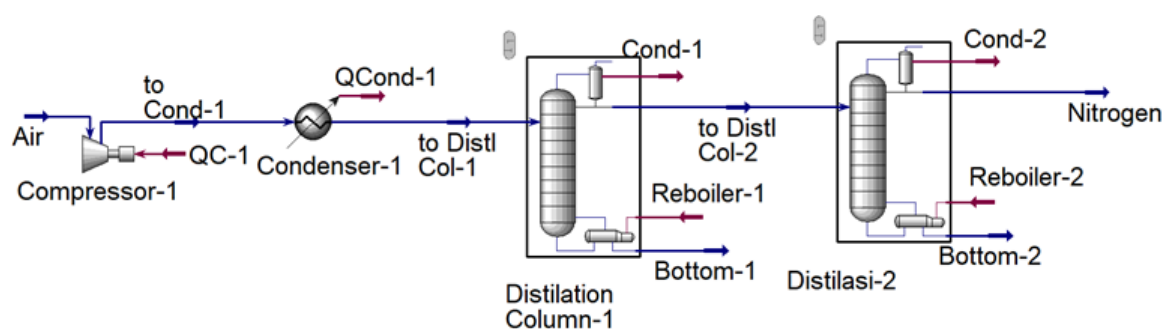 Air
to
Cond-1
QC-1
Compressor-1
QCond-1
Condenser-1
to Distl
Col-1
Cond-1
Reboiler-1
Bottom-1
Distilation
Column-1
to Distl
Col-2
Cond-2
Nitrogen
Reboiler-2
Bottom-2
Distilasi-2